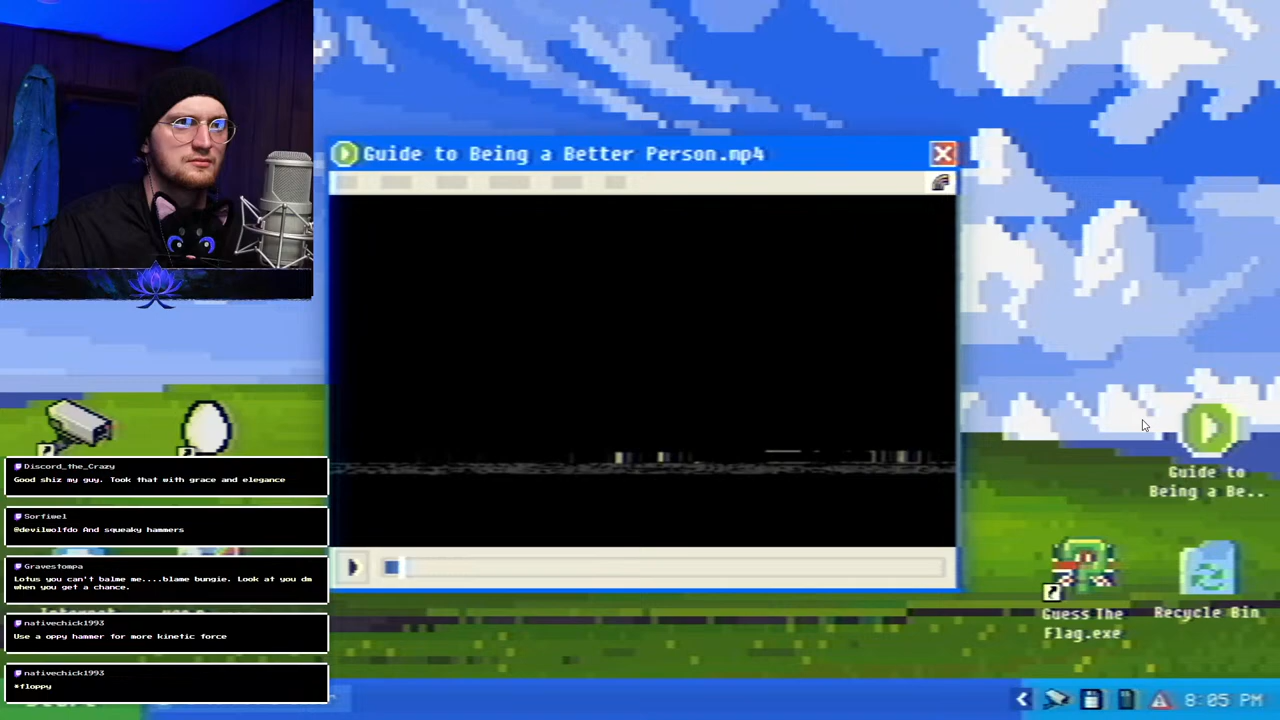 Guide to Being a Better Person.mp4
Discord_the_Crazy
Good shiz my guy. Took that with grace and elegance
Sorfiwel
@devilwolfdo And squeaky hammers
Gravestompa
Lotus you can't balme me....blame bungie. Look at you dm
when you get a chance.
nativechick1993
Use a oppy hammer for more kinetic force
nativechick1993
*floppy
Guide to
Being a Be..
Guess The
Flag.exe
Recycle Bin
8:05 PM